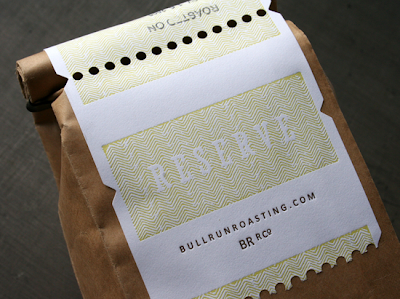 ROASTED ON
RESERVE
BULLRUNROASTING.COM
BR RCO